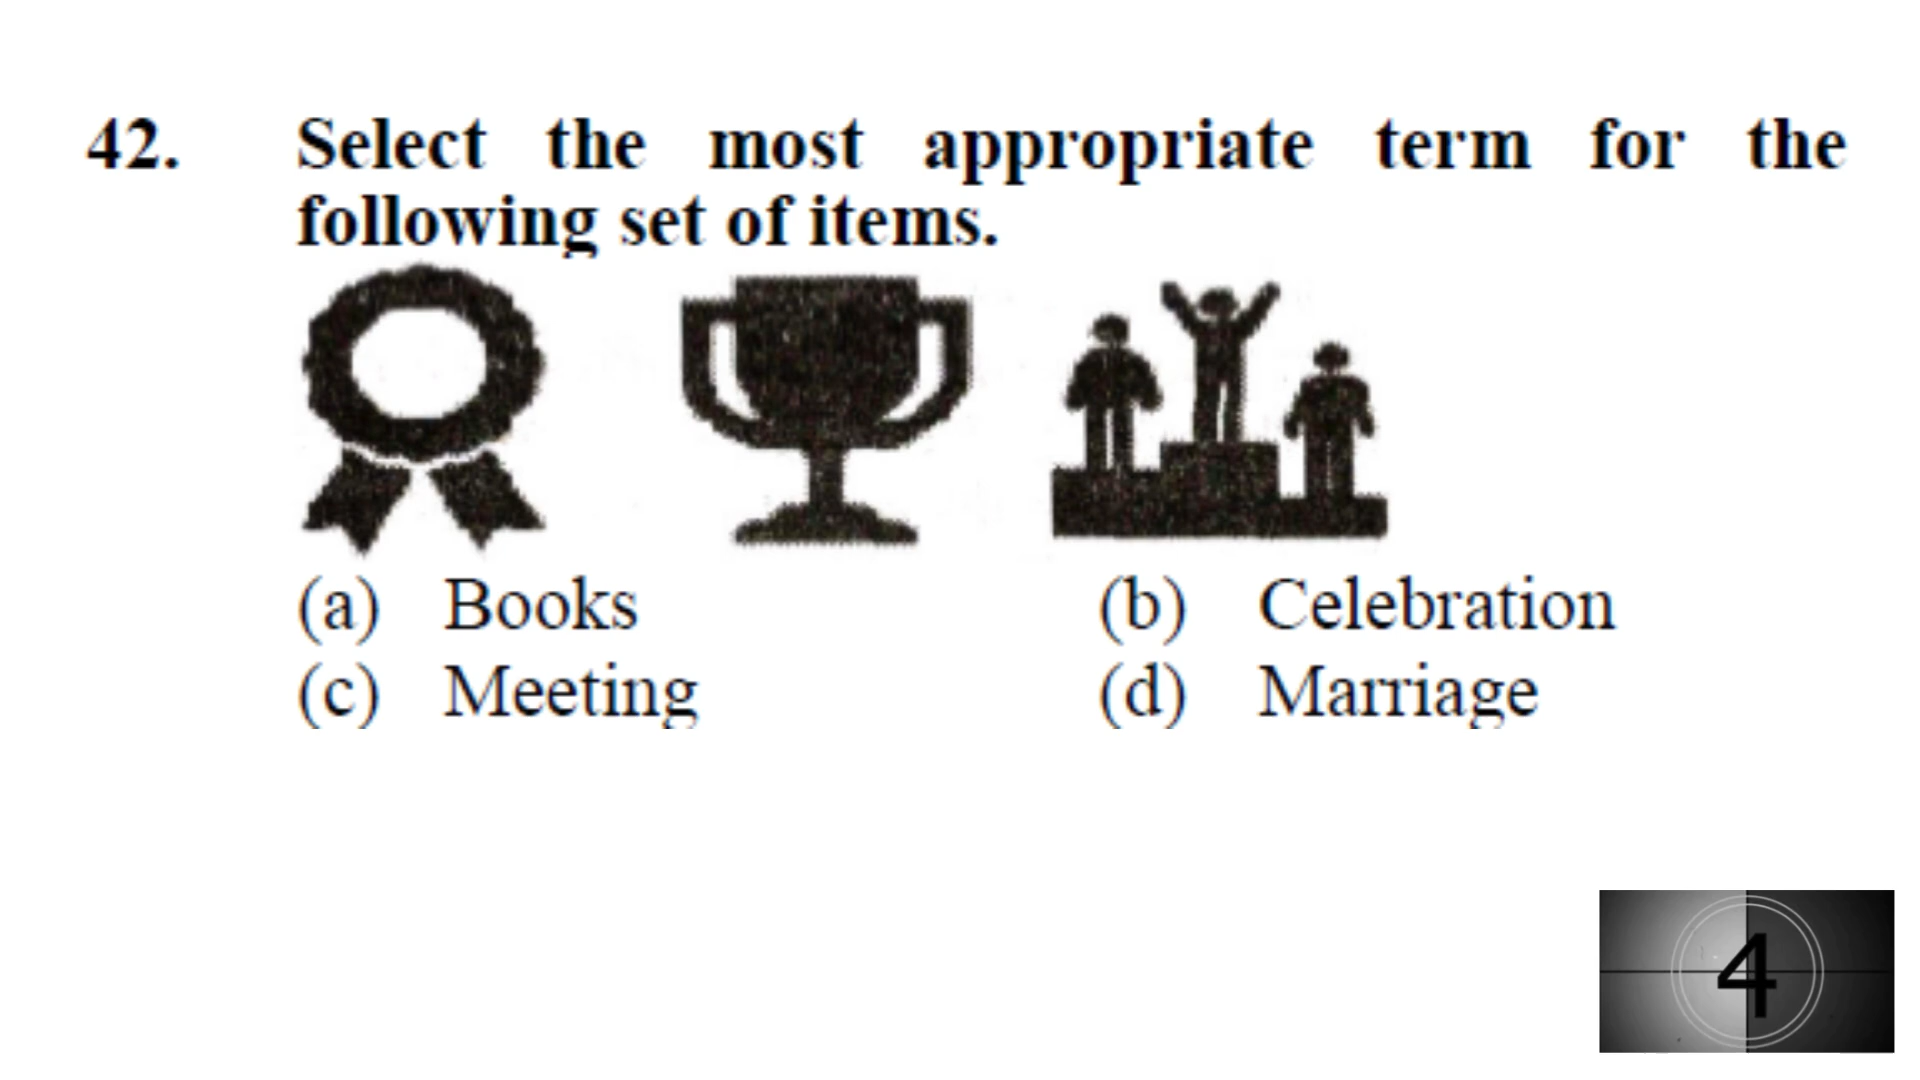 42. Select the most appropriate term for the
following set of items.
(a) Books (b) Celebration
(c) Meeting (d) Marriage
4